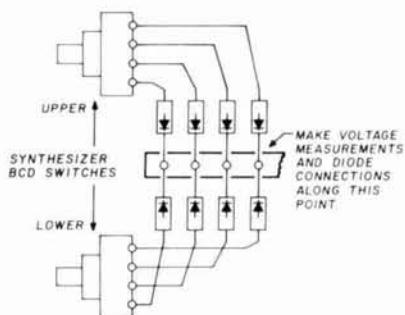 UPPER
SYNTHESIZER
BCD SWITCHES
LOWER
MAKE VOLTAGE
MEASUREMENTS
AND DIODE
CONNECTIONS
ALONG THIS
POINT.